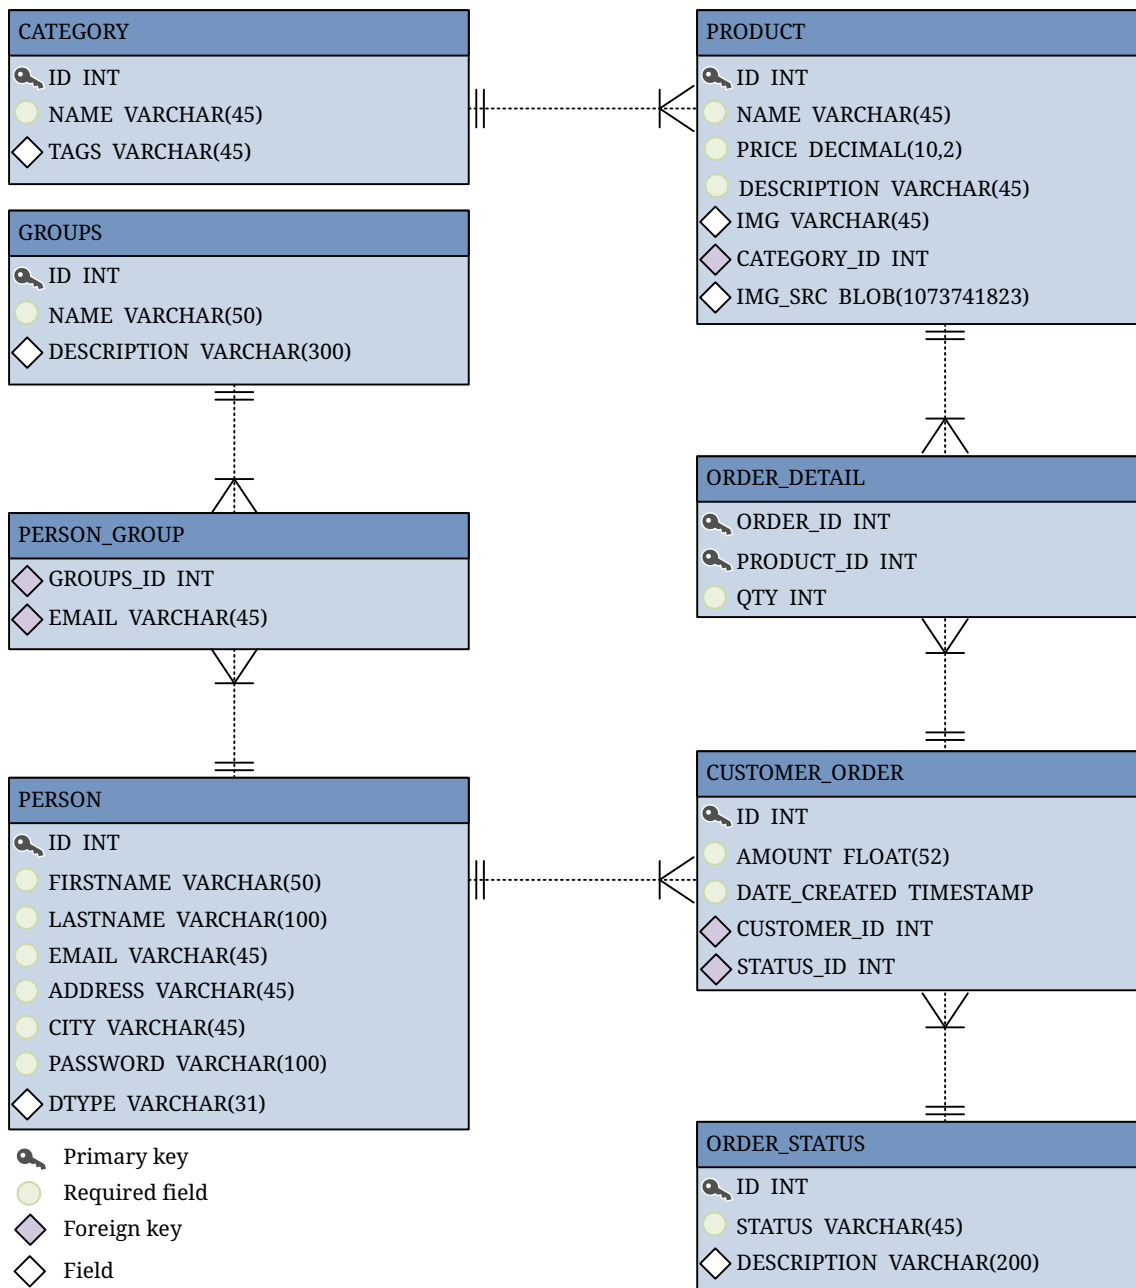 CATEGORY
ID INT
NAME VARCHAR(45)
TAGS VARCHAR(45)
GROUPS
ID INT
NAME VARCHAR(50)
DESCRIPTION VARCHAR(300)
PERSON_GROUP
GROUPS_ID INT
EMAIL VARCHAR(45)
PERSON
ID INT
FIRSTNAME VARCHAR(50)
LASTNAME VARCHAR(100)
EMAIL VARCHAR(45)
ADDRESS VARCHAR(45)
CITY VARCHAR(45)
PASSWORD VARCHAR(100)
DTYPE VARCHAR(31)
Primary key
Required field
Foreign key
Field
PRODUCT
ID INT
NAME VARCHAR(45)
PRICE DECIMAL(10,2)
DESCRIPTION VARCHAR(45)
IMG VARCHAR(45)
CATEGORY_ID INT
IMG_SRC BLOB(1073741823)
ORDER_DETAIL
ORDER_ID INT
PRODUCT_ID INT
QTY INT
CUSTOMER_ORDER
ID INT
AMOUNT FLOAT(52)
DATE_CREATED TIMESTAMP
CUSTOMER_ID INT
STATUS_ID INT
ORDER_STATUS
ID INT
STATUS VARCHAR(45)
DESCRIPTION VARCHAR(200)